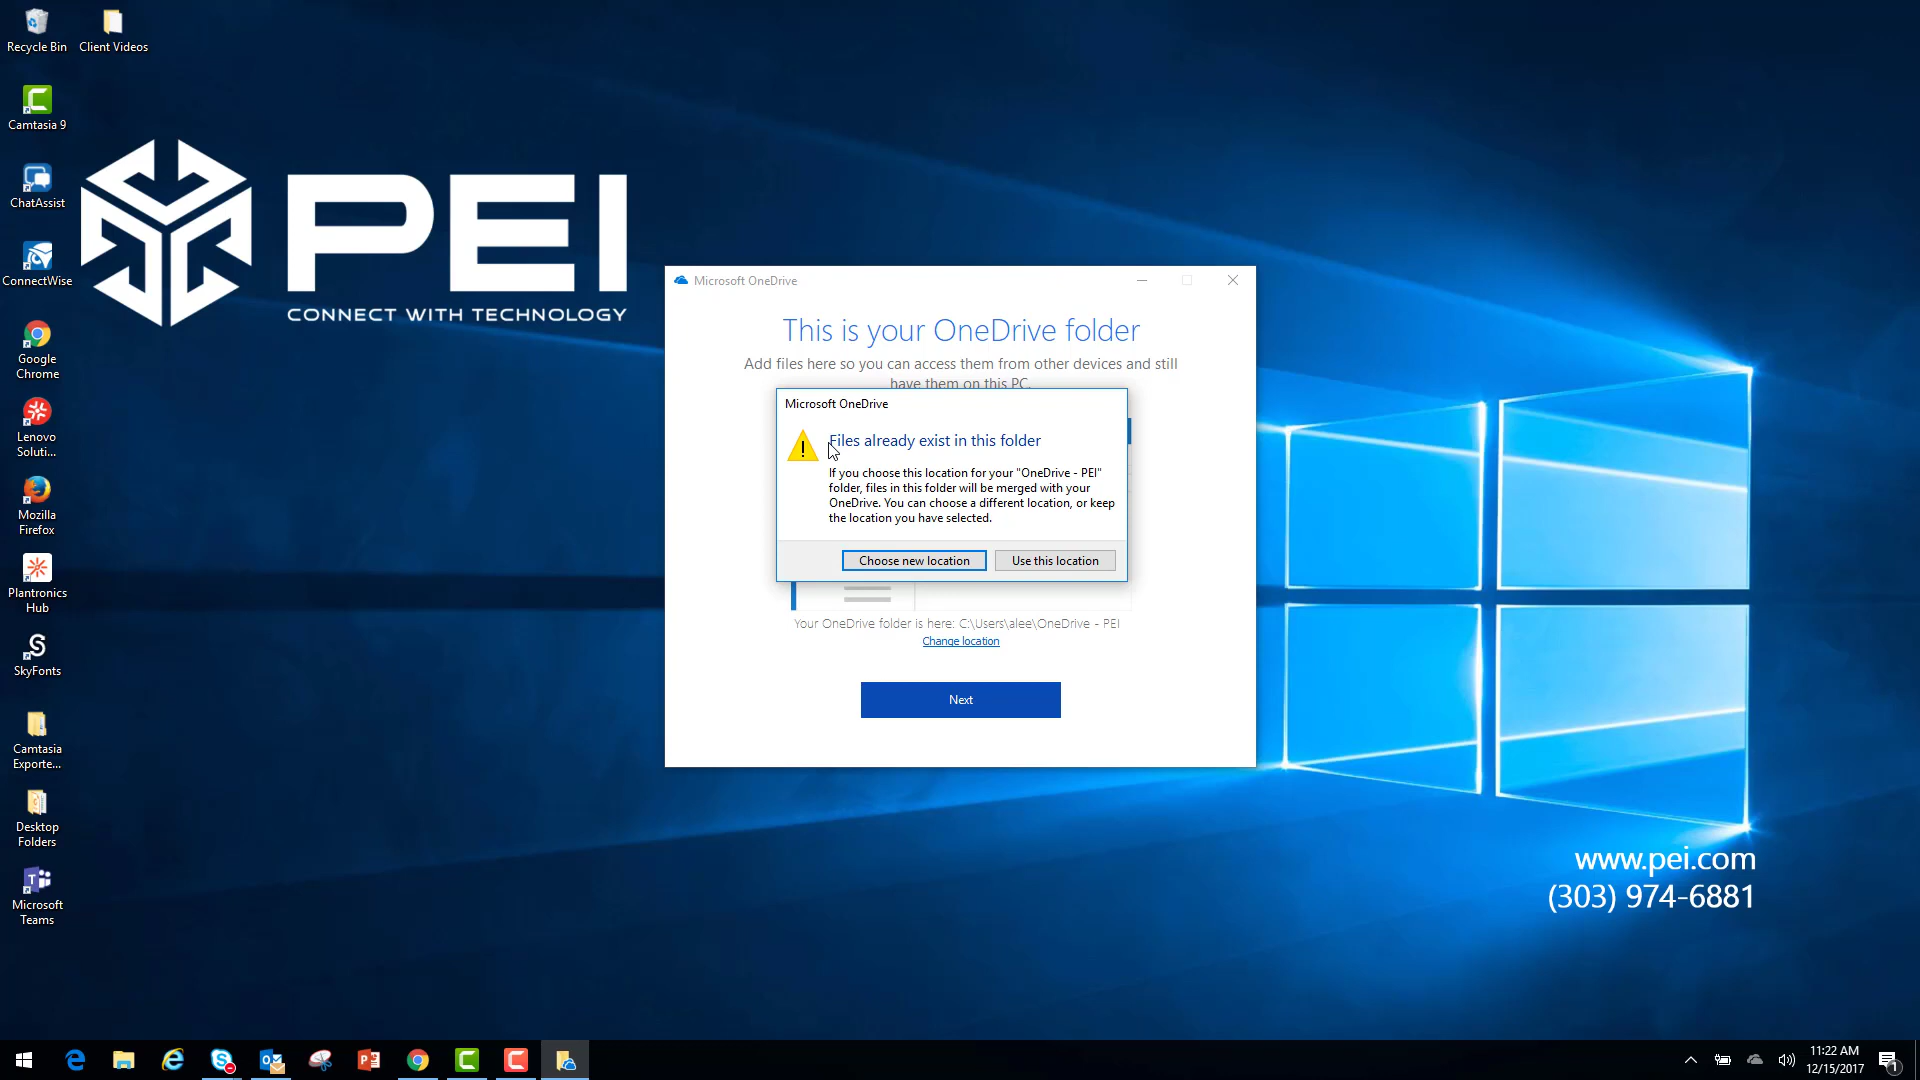 Recycle Bin
Client Videos
Camtasia 9
ChatAssist
ConnectWise
Google
Chrome
Lenovo
Soluti...
Mozilla
Firefox
Plantronics
Hub
SkyFonts
Camtasia
Exporte...
Desktop
Folders
Microsoft
Teams
PEI
CONNECT WITH TECHNOLOGY
Microsoft OneDrive
This is your OneDrive folder
Add files here so you can access them from other devices and still
have them on this PC.
Microsoft OneDrive
Files already exist in this folder
If you choose this location for your "OneDrive - PEI"
folder, files in this folder will be merged with your
OneDrive. You can choose a different location, or keep
the location you have selected.
Choose new location
Use this location
Your OneDrive folder is here: C:\Users\alee\OneDrive - PEI
Change location
Next
www.pei.com
(303) 974-6881
11:22 AM
12/15/2017
1